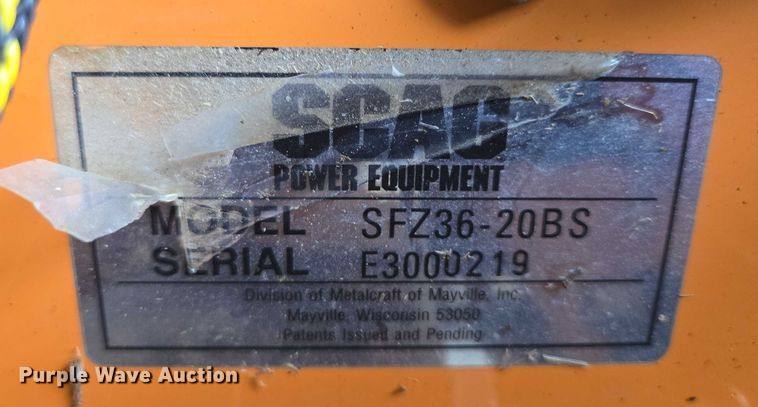 SCAG
POWER EQUIPMENT
MODEL SFZ36-20BS
SERIAL E3000219
Division of Metalcraft of Mayville, Inc.
Mayville, Wisconsin 53050
Patents Issued and Pending
Purple Wave Auction